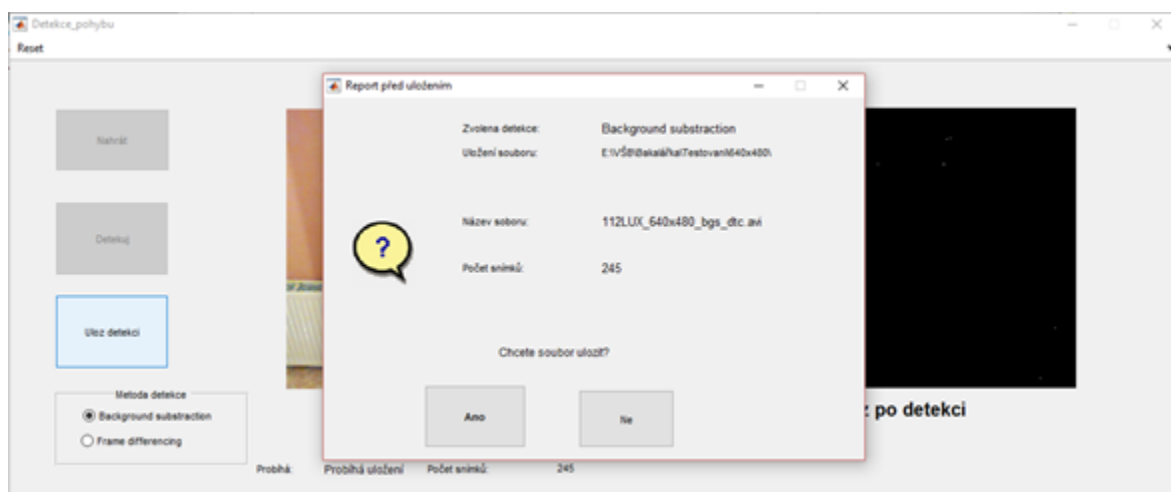 Detekce_pohybu
Reset
Report před uložením
Zvolena detekce: Background substraction
Uložení souboru: E:\VŠB\Bakalářka\Testovani\640x480\
Název soboru: 112LUX_640x480_bgs_dtc.avi
Počet snímků: 245
?
Chcete soubor ulozit?
Ano Ne
Nahrát
Detekuj
Uloz detekci
Metoda detekce
Background substraction
Frame differencing
po detekci
Probíhá: Probíhá uložení Počet snímků: 245